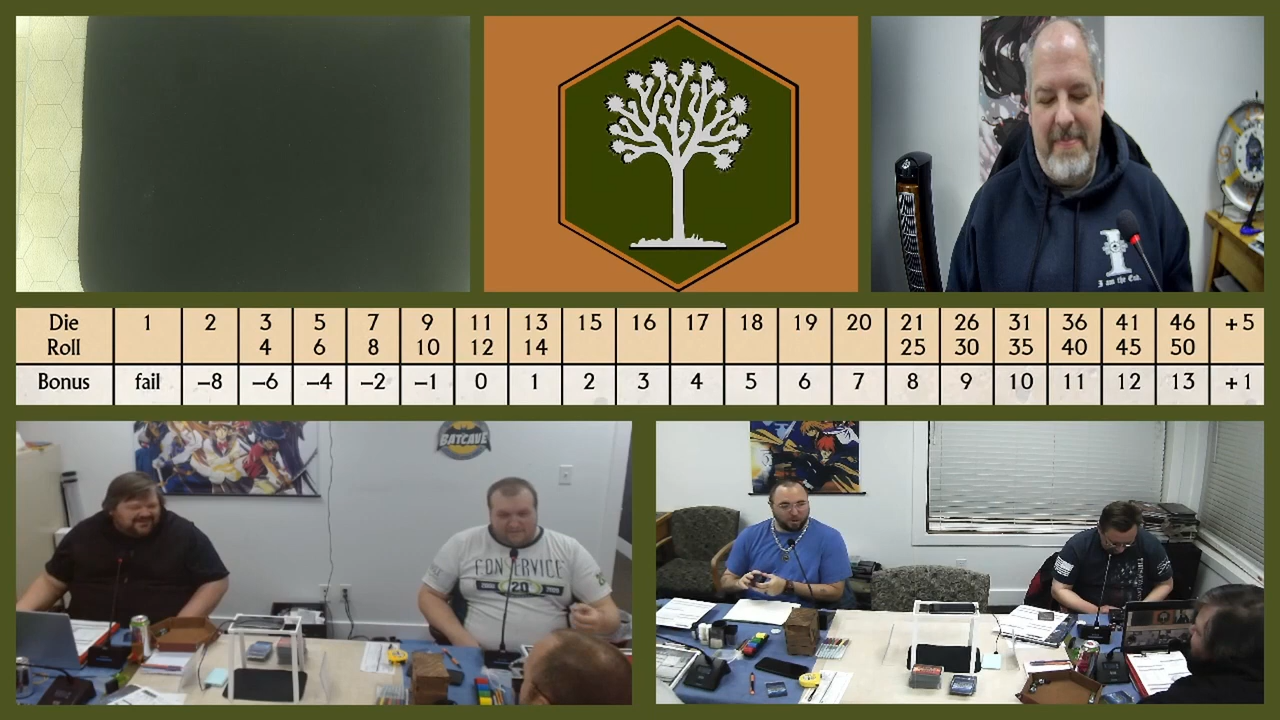 I am the End.
Die 1 2 3 5 7 9 11 13 15 16 17 18 19 20 21 26 31 36 41 46 +5
Roll 4 6 8 10 12 14 25 30 35 40 45 50
Bonus fail –8 –6 –4 –2 –1 0 1 2 3 4 5 6 7 8 9 10 11 12 13 +1
BATCAVE
20